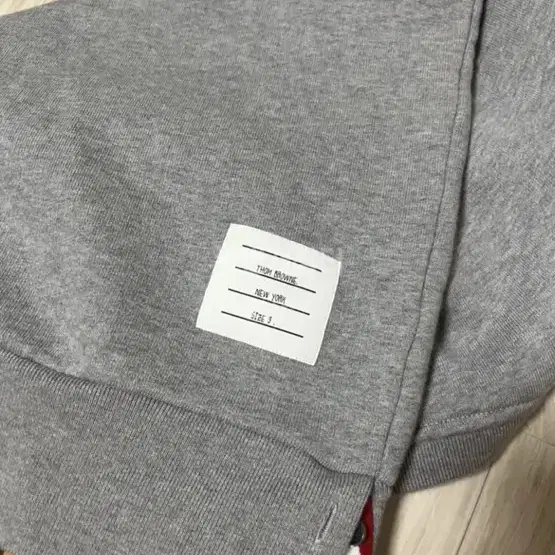 THOM BROWNE
NEW YORK
SIZE 3.